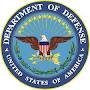 DEPARTMENT OF DEFENSE
UNITED STATES OF AMERICA